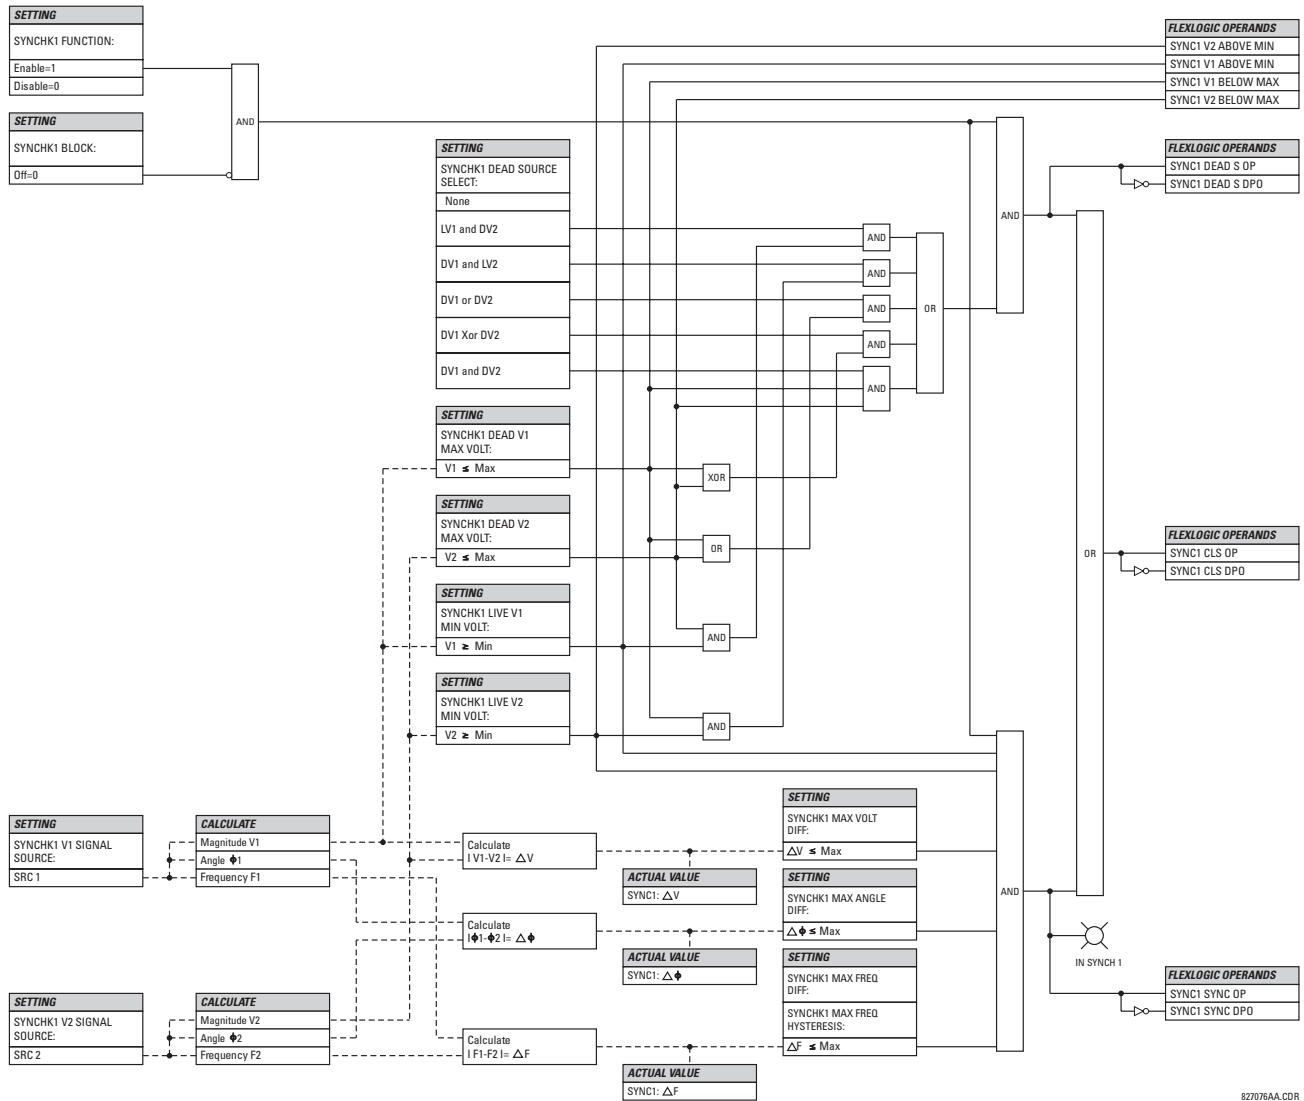 SETTING
SYNCHK1 FUNCTION:
Enable=1
Disable=0
SETTING
SYNCHK1 BLOCK:
Off=0
AND
FLEXLOGIC OPERANDS
SYNC1 V2 ABOVE MIN
SYNC1 V1 ABOVE MIN
SYNC1 V1 BELOW MAX
SYNC1 V2 BELOW MAX
SETTING
SYNCHK1 DEAD SOURCE
SELECT:
None
LV1 and DV2
DV1 and LV2
DV1 or DV2
DV1 Xor DV2
DV1 and DV2
AND
AND
AND
AND
AND
OR
AND
FLEXLOGIC OPERANDS
SYNC1 DEAD S OP
SYNC1 DEAD S DPO
SETTING
SYNCHK1 DEAD V1
MAX VOLT:
V1 ≤ Max
XOR
SETTING
SYNCHK1 DEAD V2
MAX VOLT:
V2 ≤ Max
OR
SETTING
SYNCHK1 LIVE V1
MIN VOLT:
V1 ≥ Min
AND
SETTING
SYNCHK1 LIVE V2
MIN VOLT:
V2 ≥ Min
AND
OR
FLEXLOGIC OPERANDS
SYNC1 CLS OP
SYNC1 CLS DPO
SETTING
SYNCHK1 V1 SIGNAL
SOURCE:
SRC 1
CALCULATE
Magnitude V1
Angle Φ1
Frequency F1
Calculate
I V1-V2 I= △V
ACTUAL VALUE
SYNC1: △V
SETTING
SYNCHK1 MAX VOLT
DIFF:
△V ≤ Max
Calculate
IΦ1-Φ2 I= △Φ
ACTUAL VALUE
SYNC1: △Φ
SETTING
SYNCHK1 MAX ANGLE
DIFF:
△Φ ≤ Max
SETTING
SYNCHK1 V2 SIGNAL
SOURCE:
SRC 2
CALCULATE
Magnitude V2
Angle Φ2
Frequency F2
Calculate
I F1-F2 I= △F
ACTUAL VALUE
SYNC1: △F
SETTING
SYNCHK1 MAX FREQ
DIFF:
SYNCHK1 MAX FREQ
HYSTERESIS:
△F ≤ Max
AND
IN SYNCH 1
FLEXLOGIC OPERANDS
SYNC1 SYNC OP
SYNC1 SYNC DPO
827076AA.CDR